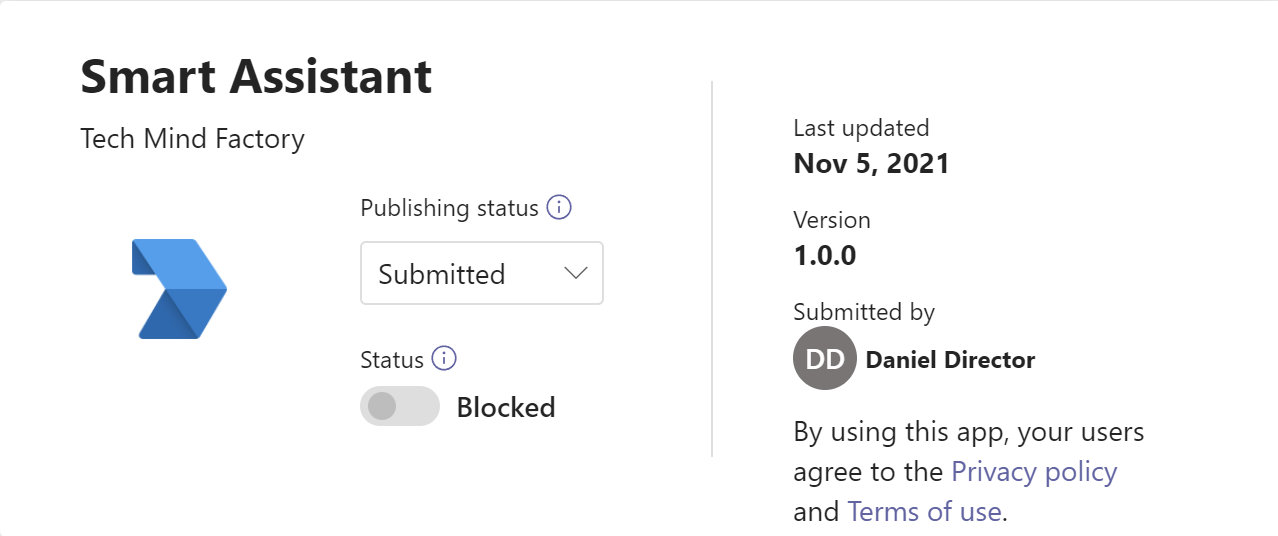 Smart Assistant
Tech Mind Factory
Publishing status
Submitted
Status
Blocked
Last updated
Nov 5, 2021
Version
1.0.0
Submitted by
DD Daniel Director
By using this app, your users
agree to the Privacy policy
and Terms of use.